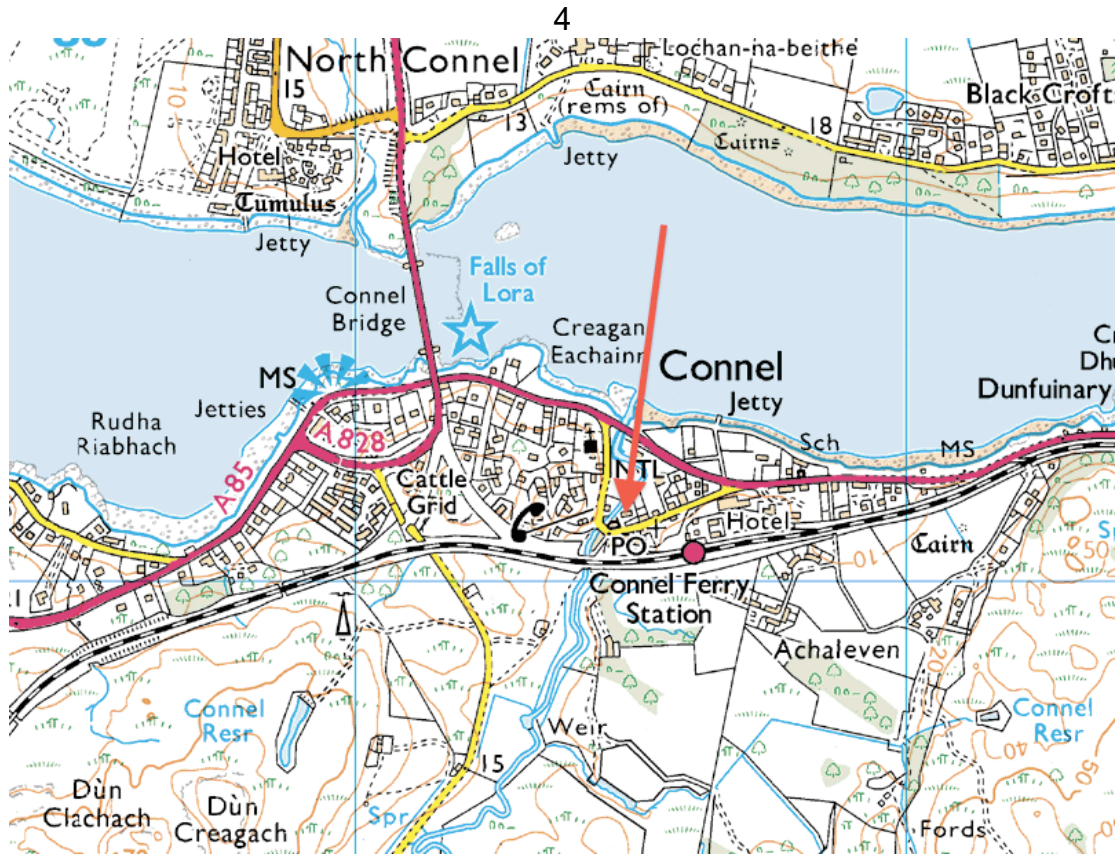 4
North Connel
Lochan-na-beithe
15
10
Cairn
(rems of)
Black Croft
13
18
Cairns
Hotel
Jetty
Tumulus
Jetty
Falls of
Lora
Connel
Bridge
Creagan
Eachainn
Connel
Dunfuinary
MS
Jetties
Jetty
Rudha
Riabhach
A 828
Sch
MS
A 85
NTL
Cattle
Grid
Hotel
PO
Cairn
10
50
Connel Ferry
Station
Achaleven
20
Connel
Resr
Connel
Resr
Weir
15
40
50
Dùn
Clachach
Dùn
Creagach
Spr
Fords